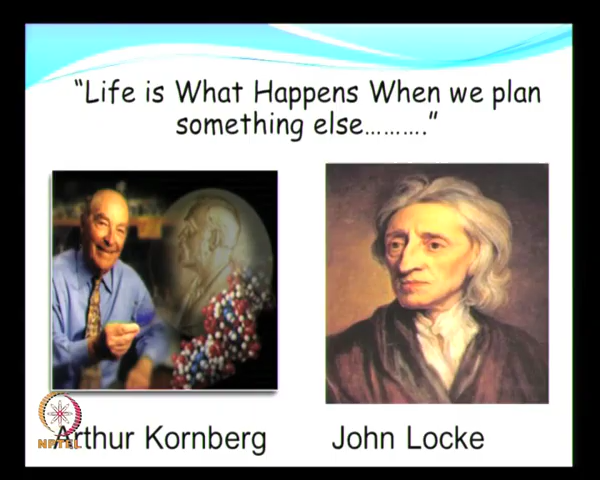 “Life is What Happens When we plan
something else……….”
Arthur Kornberg
John Locke
NPTEL